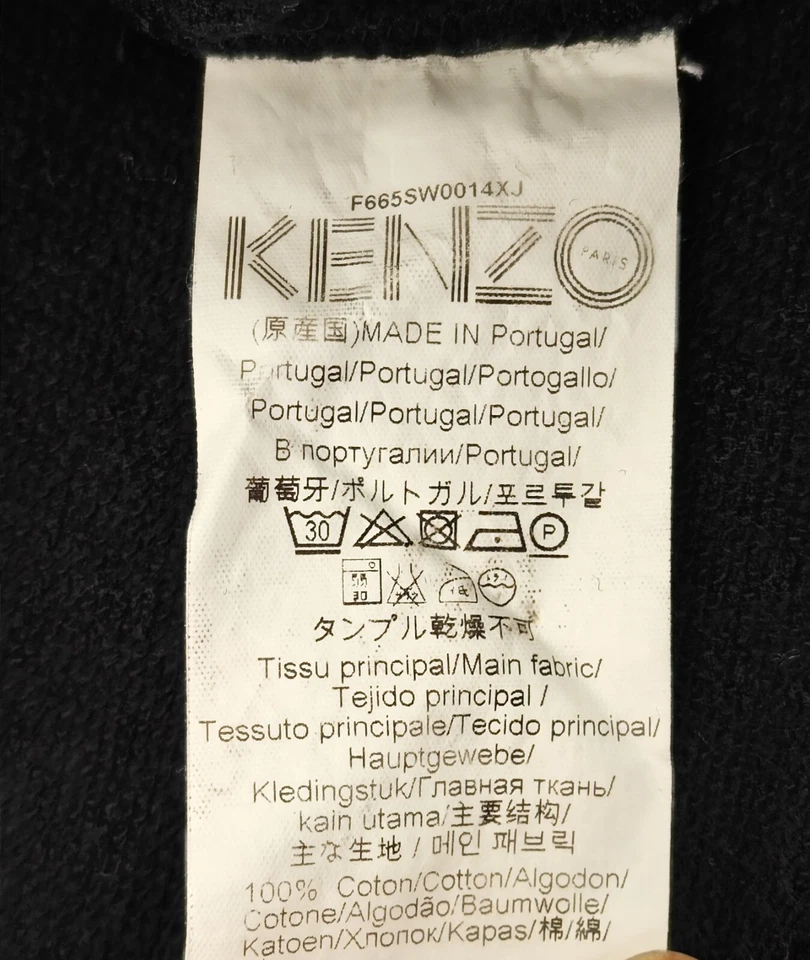 F665SW0014XJ
KENZO
PARIS
(原産国)MADE IN Portugal/
Portugal/Portugal/Portogallo/
Portugal/Portugal/Portugal/
В португалии/Portugal/
葡萄牙/ポルトガル/포르투갈
30
P
弱
30
低
タンブル乾燥不可
Tissu principal/Main fabric/
Tejido principal /
Tessuto principale/Tecido principal/
Hauptgewebe/
Kledingstuk/Главная ткань/
kain utama/主要结构/
主な生地 / 메인 패브릭
100% Coton/Cotton/Algodon/
Cotone/Algodão/Baumwolle/
Katoen/Хлопок/Kapas/棉/綿/